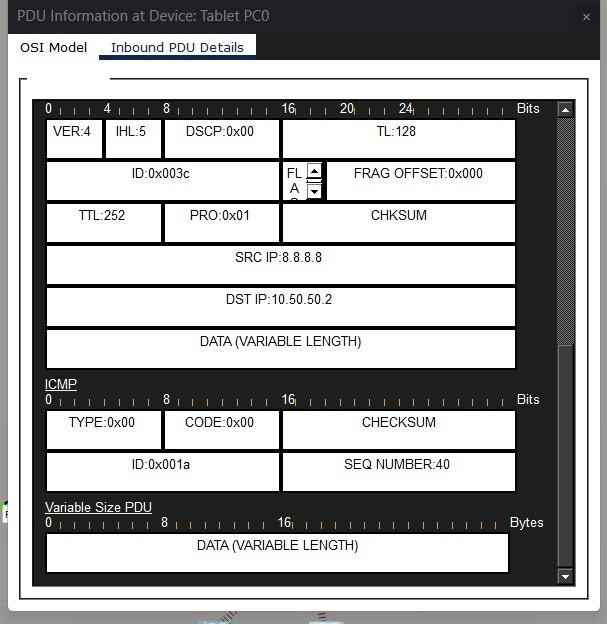 PDU Information at Device: Tablet PC0
OSI Model Inbound PDU Details
0 4 8 16 20 24 Bits
VER:4 IHL:5 DSCP:0x00 TL:128
ID:0x003c FL FRAG OFFSET:0x000
A
TTL:252 PRO:0x01 CHKSUM
SRC IP:8.8.8.8
DST IP:10.50.50.2
DATA (VARIABLE LENGTH)
ICMP
0 8 16 Bits
TYPE:0x00 CODE:0x00 CHECKSUM
ID:0x001a SEQ NUMBER:40
Variable Size PDU
0 8 16 Bytes
DATA (VARIABLE LENGTH)